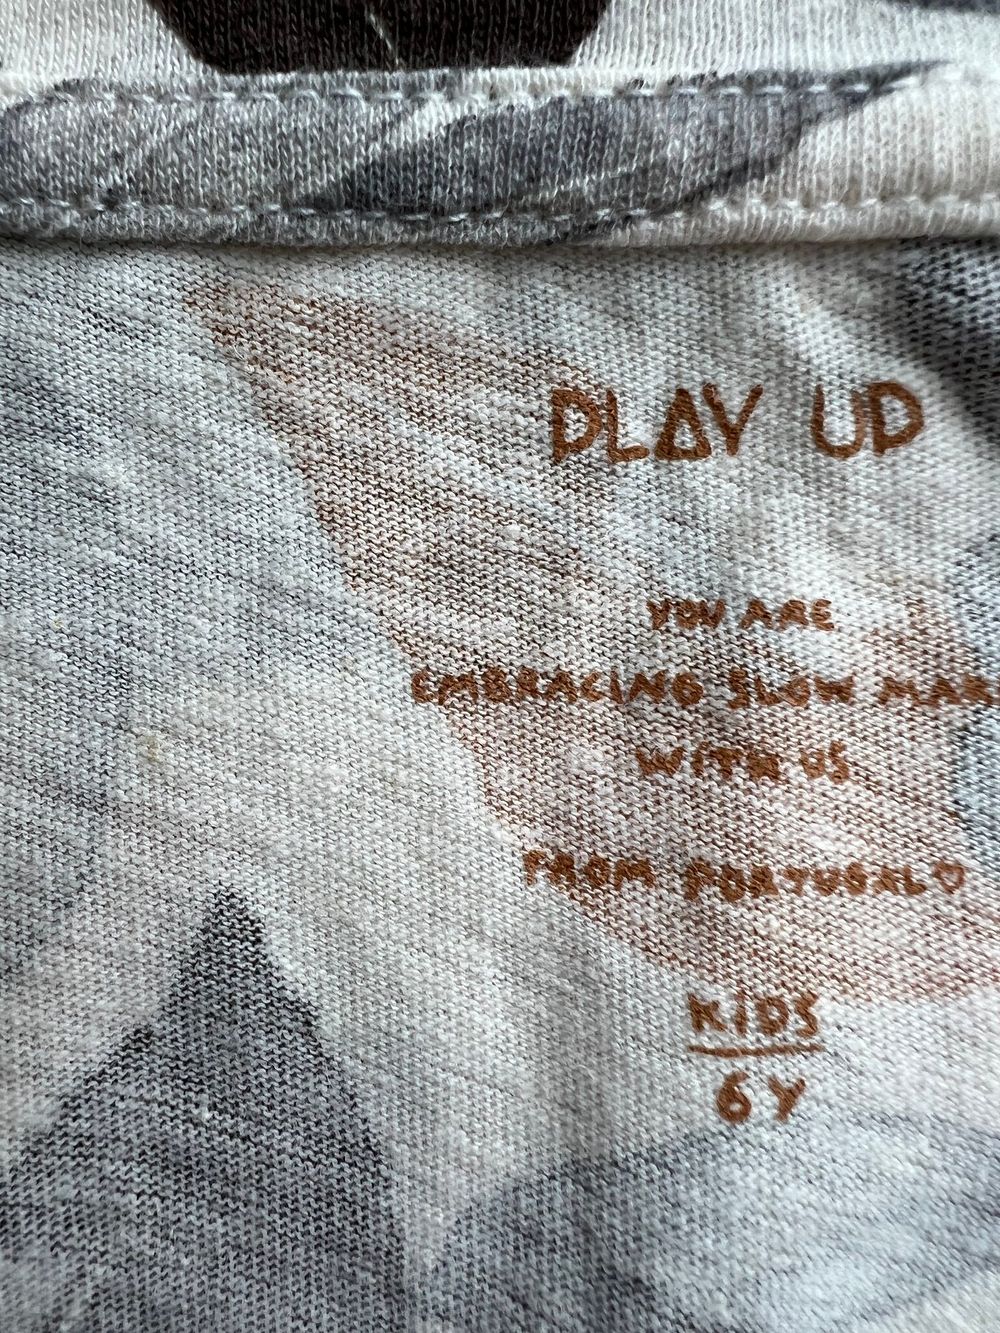 PLAY UP
YOU ARE
EMBRACING SLOW
WITH US
FROM PORTUGAL♡
KIDS
6Y